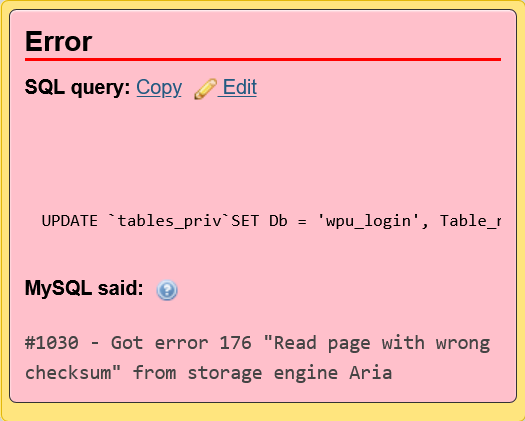 Error
SQL query: Copy Edit
UPDATE `tables_priv`SET Db = 'wpu_login', Table_
MySQL said:
#1030 - Got error 176 "Read page with wrong
checksum" from storage engine Aria